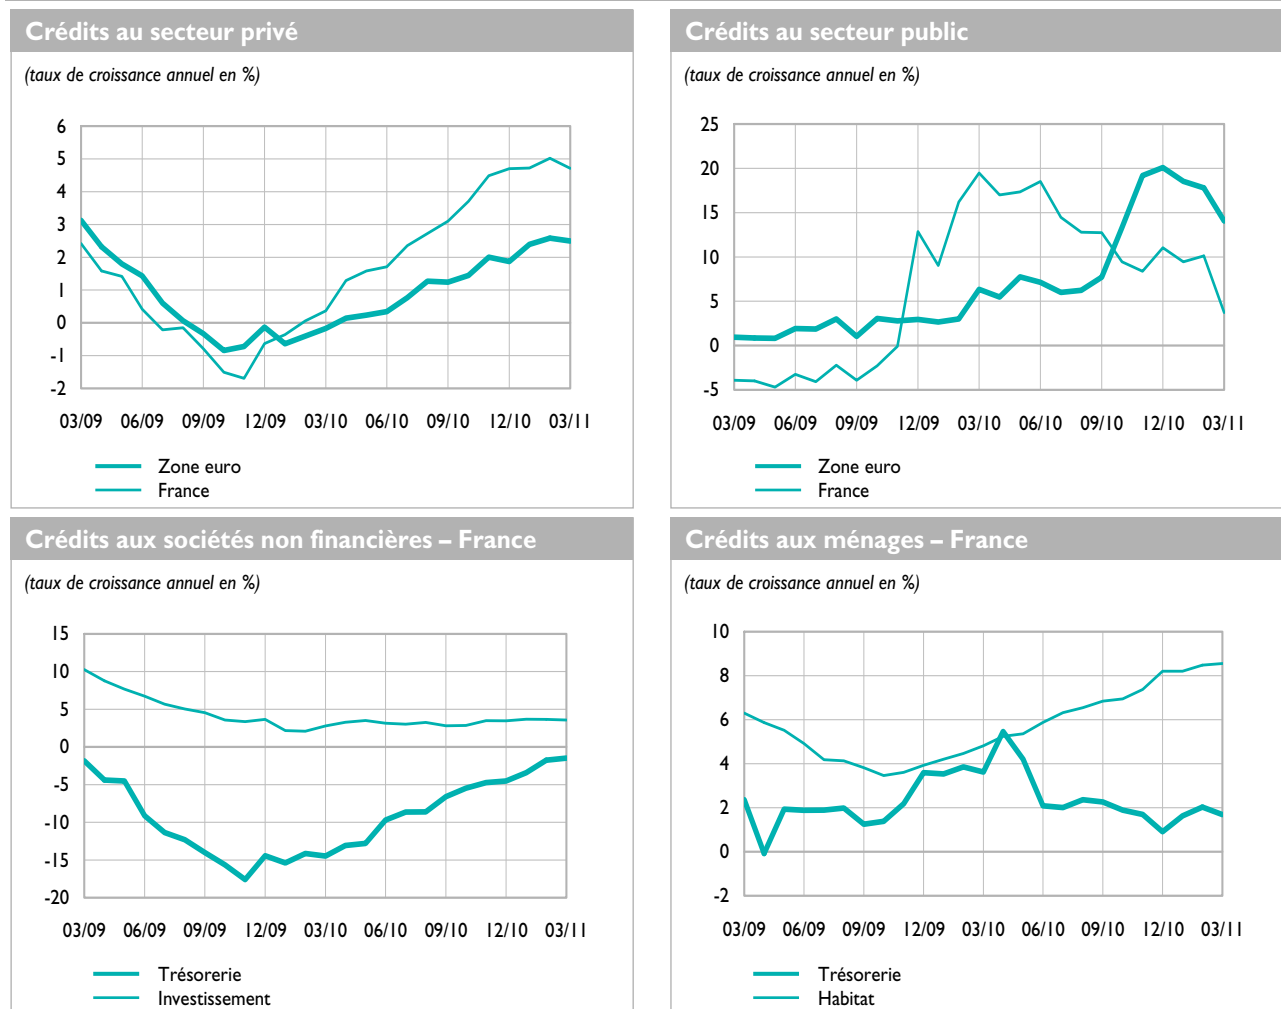 Crédits au secteur privé
(taux de croissance annuel en %)
6
5
4
3
2
1
0
-1
-2
03/09 06/09 09/09 12/09 03/10 06/10 09/10 12/10 03/11
Zone euro
France
Crédits au secteur public
(taux de croissance annuel en %)
25
20
15
10
5
0
-5
03/09 06/09 09/09 12/09 03/10 06/10 09/10 12/10 03/11
Zone euro
France
Crédits aux sociétés non financières – France
(taux de croissance annuel en %)
15
10
5
0
-5
-10
-15
-20
03/09 06/09 09/09 12/09 03/10 06/10 09/10 12/10 03/11
Trésorerie
Investissement
Crédits aux ménages – France
(taux de croissance annuel en %)
10
8
6
4
2
0
-2
03/09 06/09 09/09 12/09 03/10 06/10 09/10 12/10 03/11
Trésorerie
Habitat